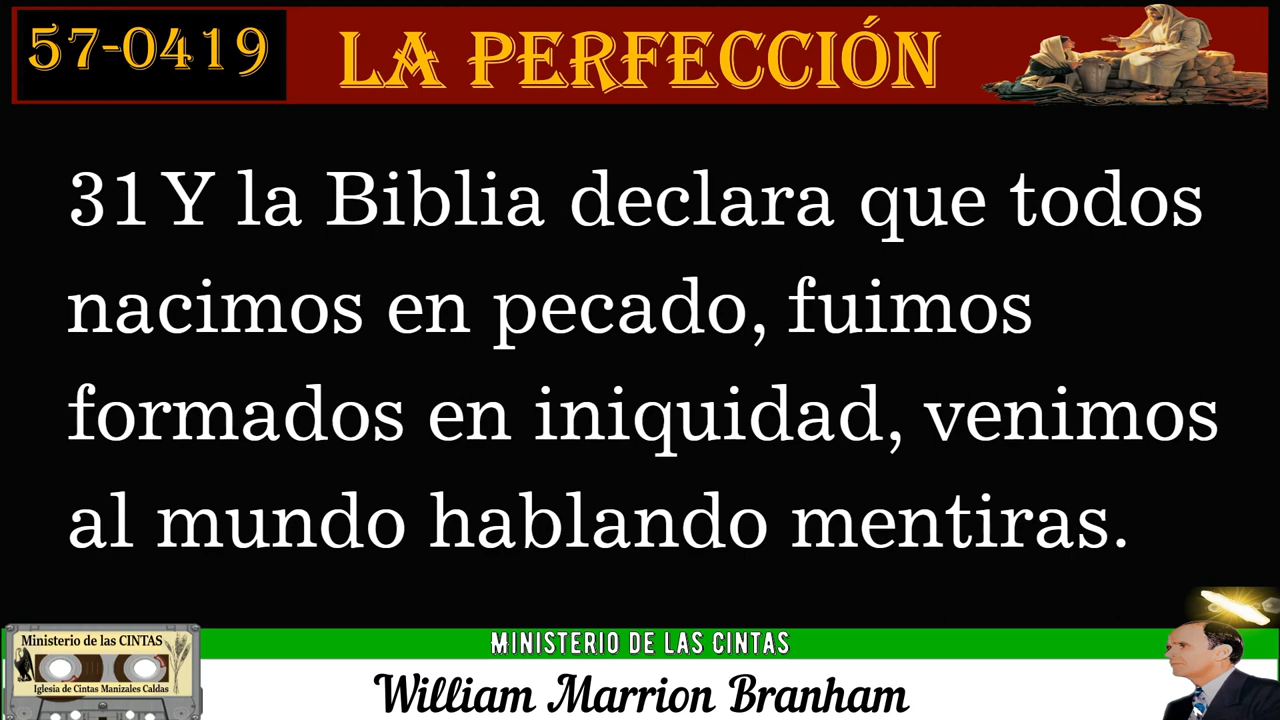 57-0419
LA PERFECCIÓN
31 Y la Biblia declara que todos
nacimos en pecado, fuimos
formados en iniquidad, venimos
al mundo hablando mentiras.
Ministerio de las CINTAS
Iglesia de Cintas Manizales Caldas
MINISTERIO DE LAS CINTAS
William Marrion Branham